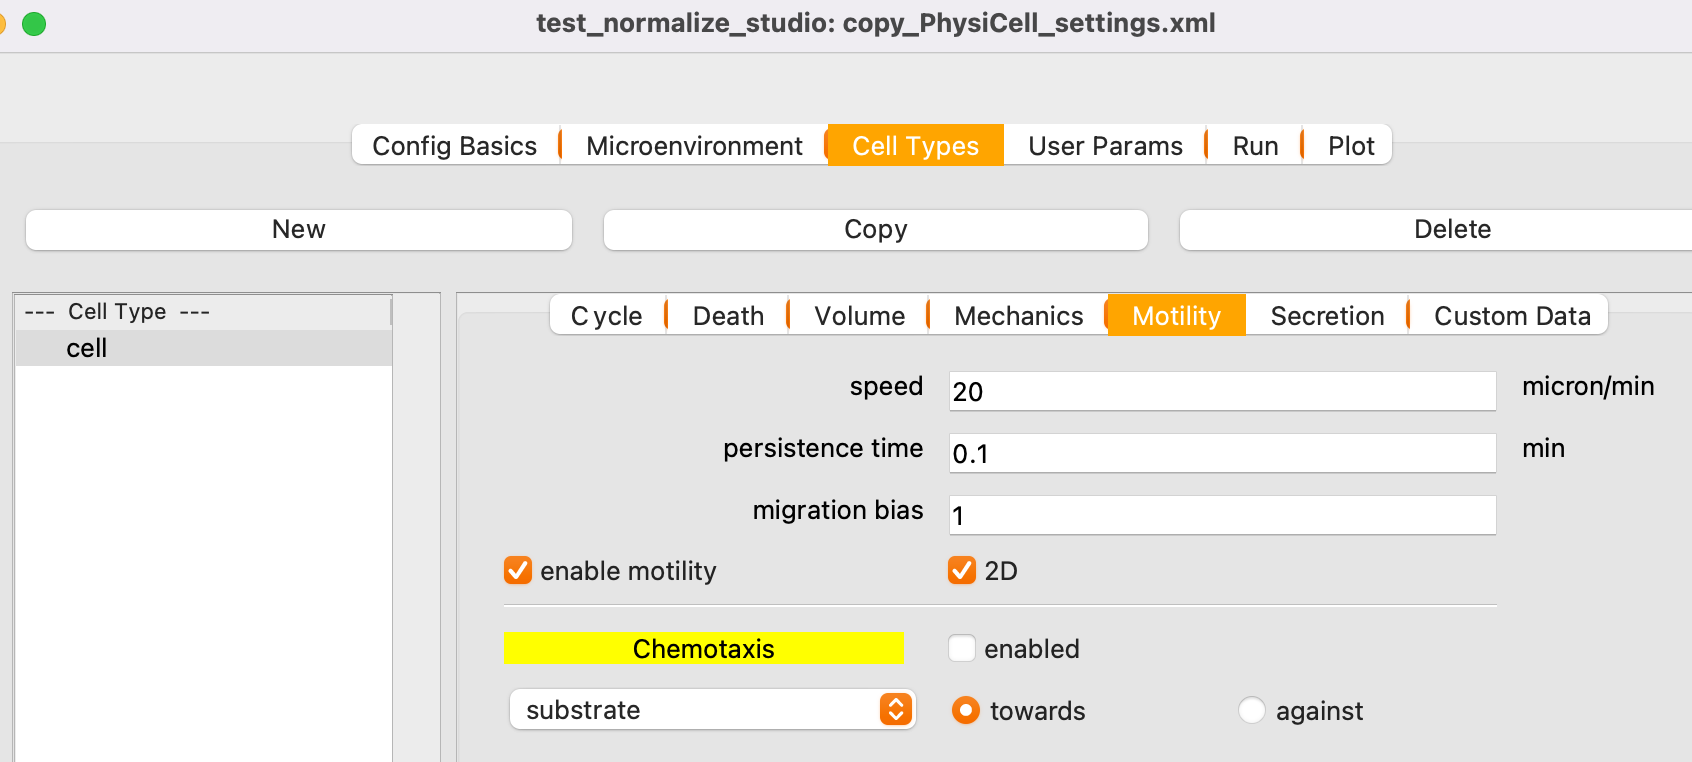 test_normalize_studio: copy_PhysiCell_settings.xml
Config Basics Microenvironment Cell Types User Params Run Plot
New Copy Delete
--- Cell Type ---
cell
Cycle Death Volume Mechanics Motility Secretion Custom Data
speed 20 micron/min
persistence time 0.1 min
migration bias 1
enable motility 2D
Chemotaxis enabled
substrate towards against